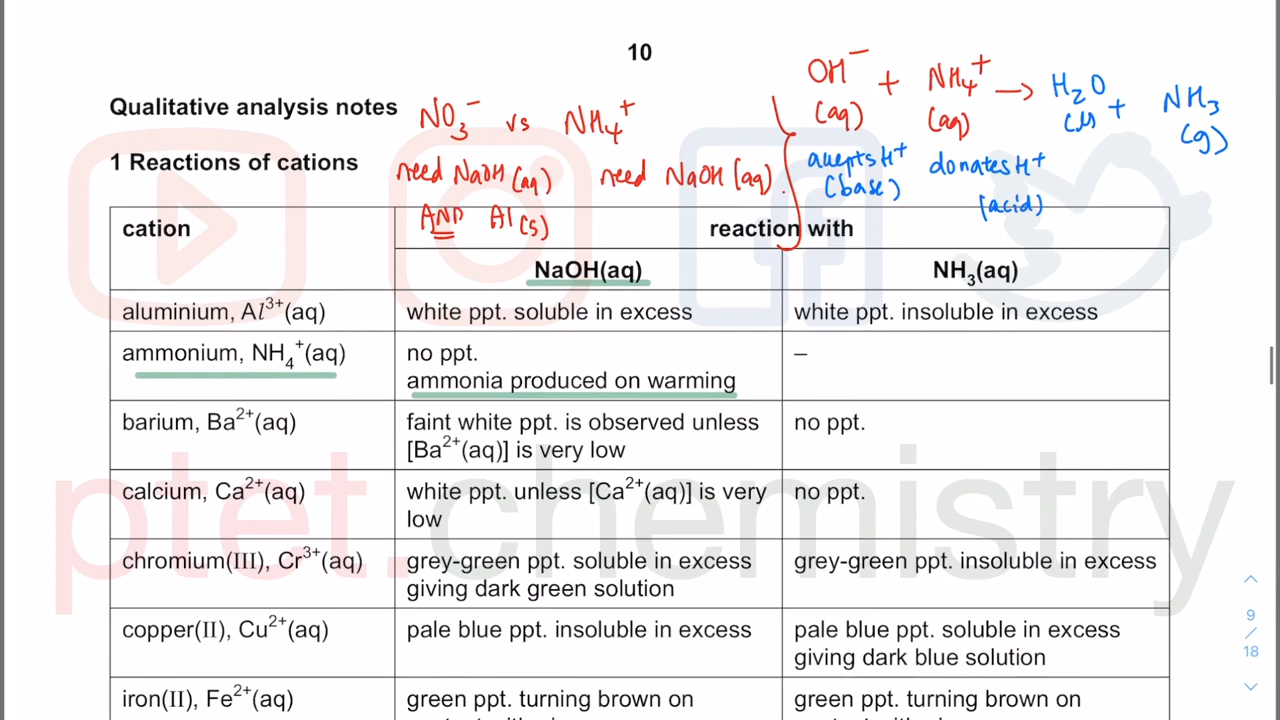 10
OH⁻ + NH₄⁺ → H₂O + NH₃
(aq) (aq) (l) (g)
Qualitative analysis notes
NO₃⁻ vs NH₄⁺
accepts H⁺ donates H⁺
(base) (acid)
1 Reactions of cations
need NaOH (aq) need NaOH (aq)
AND Al (s)
cation reaction with
NaOH(aq) NH₃(aq)
aluminium, Al³⁺(aq) white ppt. soluble in excess white ppt. insoluble in excess
ammonium, NH₄⁺(aq) no ppt. –
ammonia produced on warming
barium, Ba²⁺(aq) faint white ppt. is observed unless no ppt.
[Ba²⁺(aq)] is very low
calcium, Ca²⁺(aq) white ppt. unless [Ca²⁺(aq)] is very no ppt.
low
ptet.chemistry
chromium(III), Cr³⁺(aq) grey-green ppt. soluble in excess grey-green ppt. insoluble in excess
giving dark green solution
copper(II), Cu²⁺(aq) pale blue ppt. insoluble in excess pale blue ppt. soluble in excess
giving dark blue solution
iron(II), Fe²⁺(aq) green ppt. turning brown on green ppt. turning brown on
9
/
18